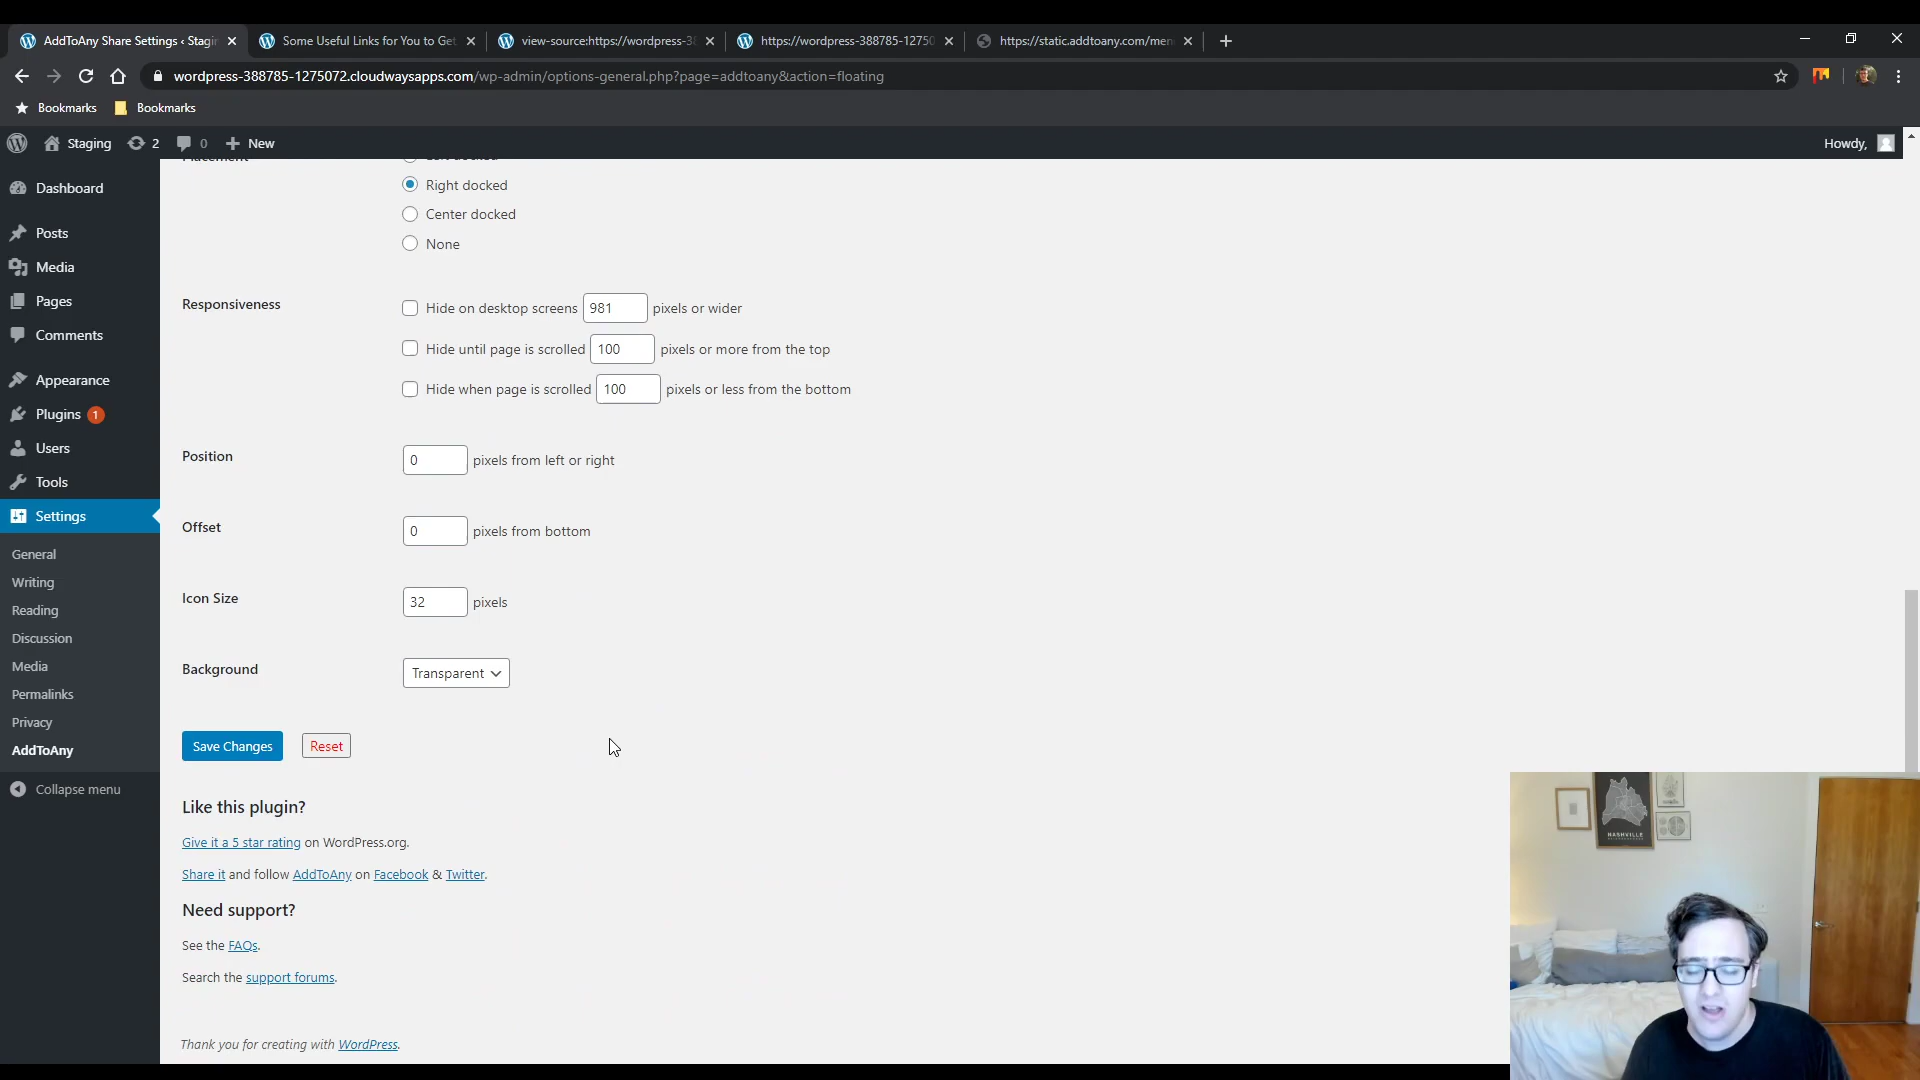 AddToAny Share Settings ‹ Stagin
Some Useful Links for You to Get
view-source:https://wordpress-38
https://wordpress-388785-12750
https://static.addtoany.com/men
wordpress-388785-1275072.cloudwaysapps.com/wp-admin/options-general.php?page=addtoany&action=floating
Bookmarks
Bookmarks
Staging
2
0
New
Howdy,
Dashboard
Posts
Media
Pages
Comments
Appearance
Plugins 1
Users
Tools
Settings
General
Writing
Reading
Discussion
Media
Permalinks
Privacy
AddToAny
Collapse menu
Placement
Left docked
Right docked
Center docked
None
Responsiveness
Hide on desktop screens 981 pixels or wider
Hide until page is scrolled 100 pixels or more from the top
Hide when page is scrolled 100 pixels or less from the bottom
Position
0 pixels from left or right
Offset
0 pixels from bottom
Icon Size
32 pixels
Background
Transparent
Save Changes
Reset
Like this plugin?
Give it a 5 star rating on WordPress.org.
Share it and follow AddToAny on Facebook & Twitter.
Need support?
See the FAQs.
Search the support forums.
Thank you for creating with WordPress.
NASHVILLE